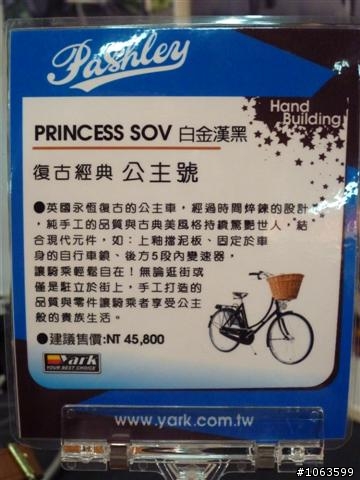 Pashley
Hand
Building
PRINCESS SOV 白金漢黑
復古經典 公主號
●英國永恆復古的公主車，經過時間焠鍊的設計
，純手工的品質與古典美風格持續驚艷世人，結
合現代元件，如：上釉擋泥板、固定於車
身的自行車鎖、後方5段內變速器，
讓騎乘輕鬆自在！無論逛街或
僅是駐立於街上，手工打造的
品質與零件讓騎乘者享受公主
般的貴族生活。
●建議售價:NT 45,800
Yark
YOUR BEST CHOICE
www.yark.com.tw
#1063599